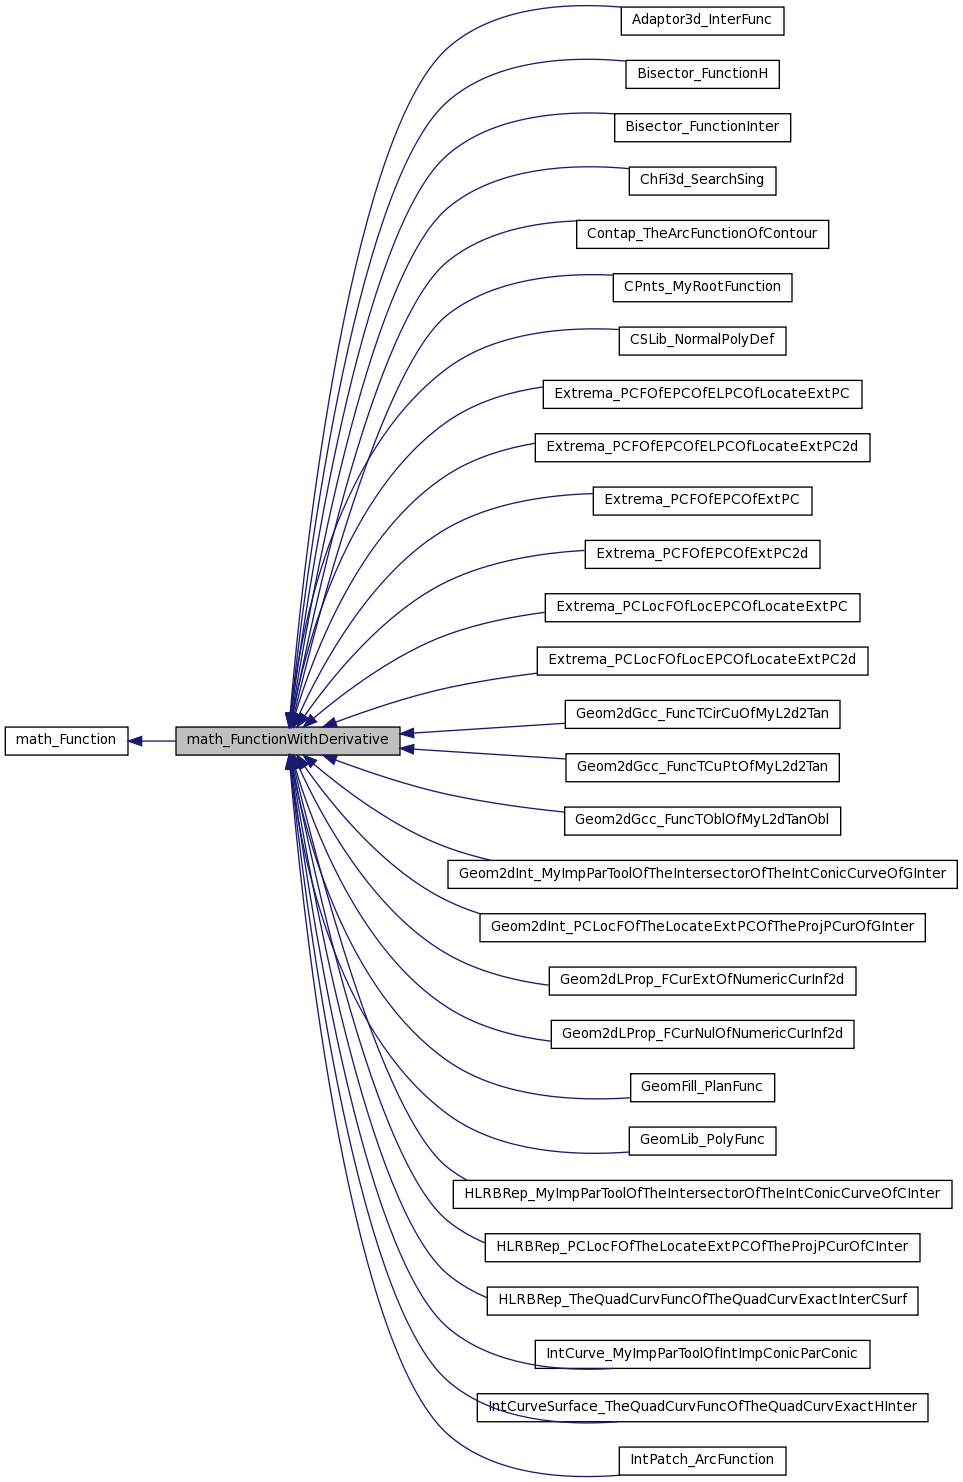 Adaptor3d_InterFunc
Bisector_FunctionH
Bisector_FunctionInter
ChFi3d_SearchSing
Contap_TheArcFunctionOfContour
CPnts_MyRootFunction
CSLib_NormalPolyDef
Extrema_PCFOfEPCOfELPCOfLocateExtPC
Extrema_PCFOfEPCOfELPCOfLocateExtPC2d
Extrema_PCFOfEPCOfExtPC
Extrema_PCFOfEPCOfExtPC2d
Extrema_PCLocFOfLocEPCOfLocateExtPC
Extrema_PCLocFOfLocEPCOfLocateExtPC2d
Geom2dGcc_FuncTCirCuOfMyL2d2Tan
math_Function
math_FunctionWithDerivative
Geom2dGcc_FuncTCuPtOfMyL2d2Tan
Geom2dGcc_FuncTOblOfMyL2dTanObl
Geom2dInt_MyImpParToolOfTheIntersectorOfTheIntConicCurveOfGInter
Geom2dInt_PCLocFOfTheLocateExtPCOfTheProjPCurOfGInter
Geom2dLProp_FCurExtOfNumericCurInf2d
Geom2dLProp_FCurNulOfNumericCurInf2d
GeomFill_PlanFunc
GeomLib_PolyFunc
HLRBRep_MyImpParToolOfTheIntersectorOfTheIntConicCurveOfCInter
HLRBRep_PCLocFOfTheLocateExtPCOfTheProjPCurOfCInter
HLRBRep_TheQuadCurvFuncOfTheQuadCurvExactInterCSurf
IntCurve_MyImpParToolOfIntImpConicParConic
IntCurveSurface_TheQuadCurvFuncOfTheQuadCurvExactHInter
IntPatch_ArcFunction